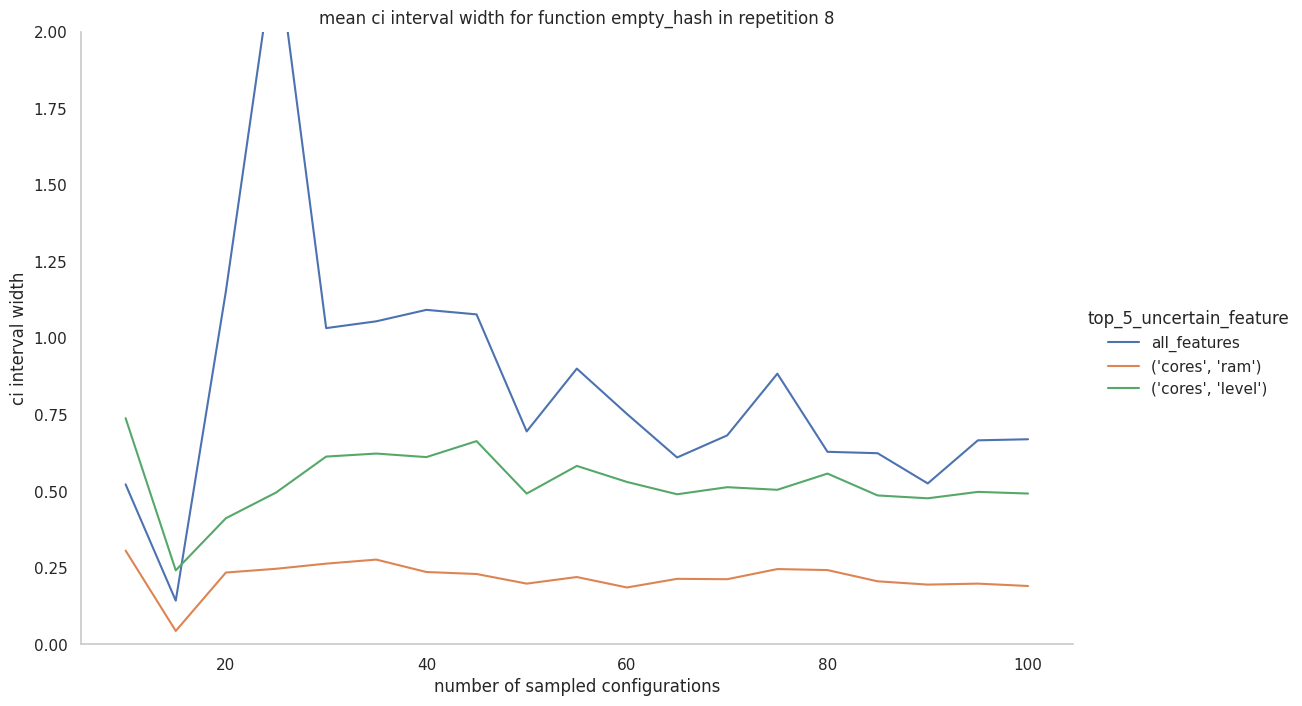 mean ci interval width for function empty_hash in repetition 8
2.00
1.75
1.50
1.25
1.00
0.75
0.50
0.25
0.00
ci interval width
20
40
60
80
100
number of sampled configurations
top_5_uncertain_feature
all_features
('cores', 'ram')
('cores', 'level')